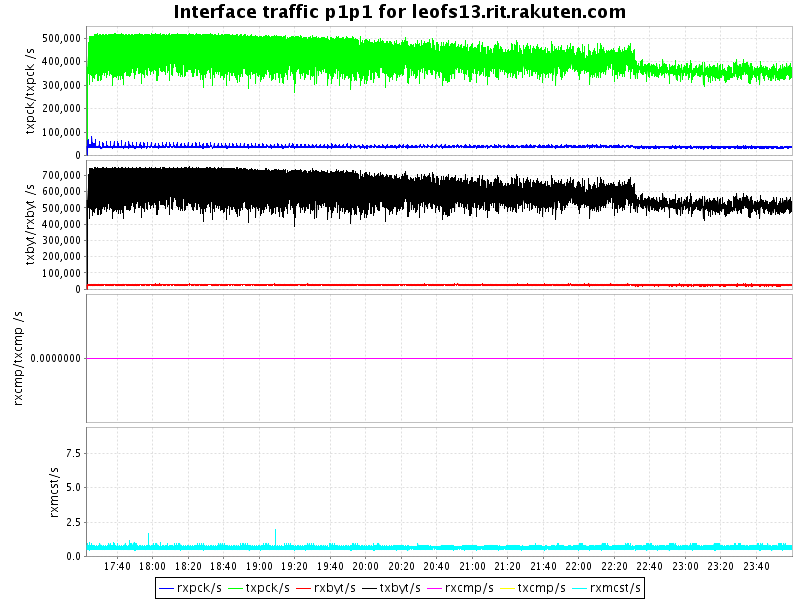 Interface traffic p1p1 for leofs13.rit.rakuten.com
txpck/txpck /s
500,000
400,000
300,000
200,000
100,000
0
txbyt/rxbyt /s
700,000
600,000
500,000
400,000
300,000
200,000
100,000
0
rxcmp/txcmp /s
0.0000000
rxmcst/s
7.5
5.0
2.5
0.0
17:40 18:00 18:20 18:40 19:00 19:20 19:40 20:00 20:20 20:40 21:00 21:20 21:40 22:00 22:20 22:40 23:00 23:20 23:40
rxpck/s txpck/s rxbyt/s txbyt/s rxcmp/s txcmp/s rxmcst/s